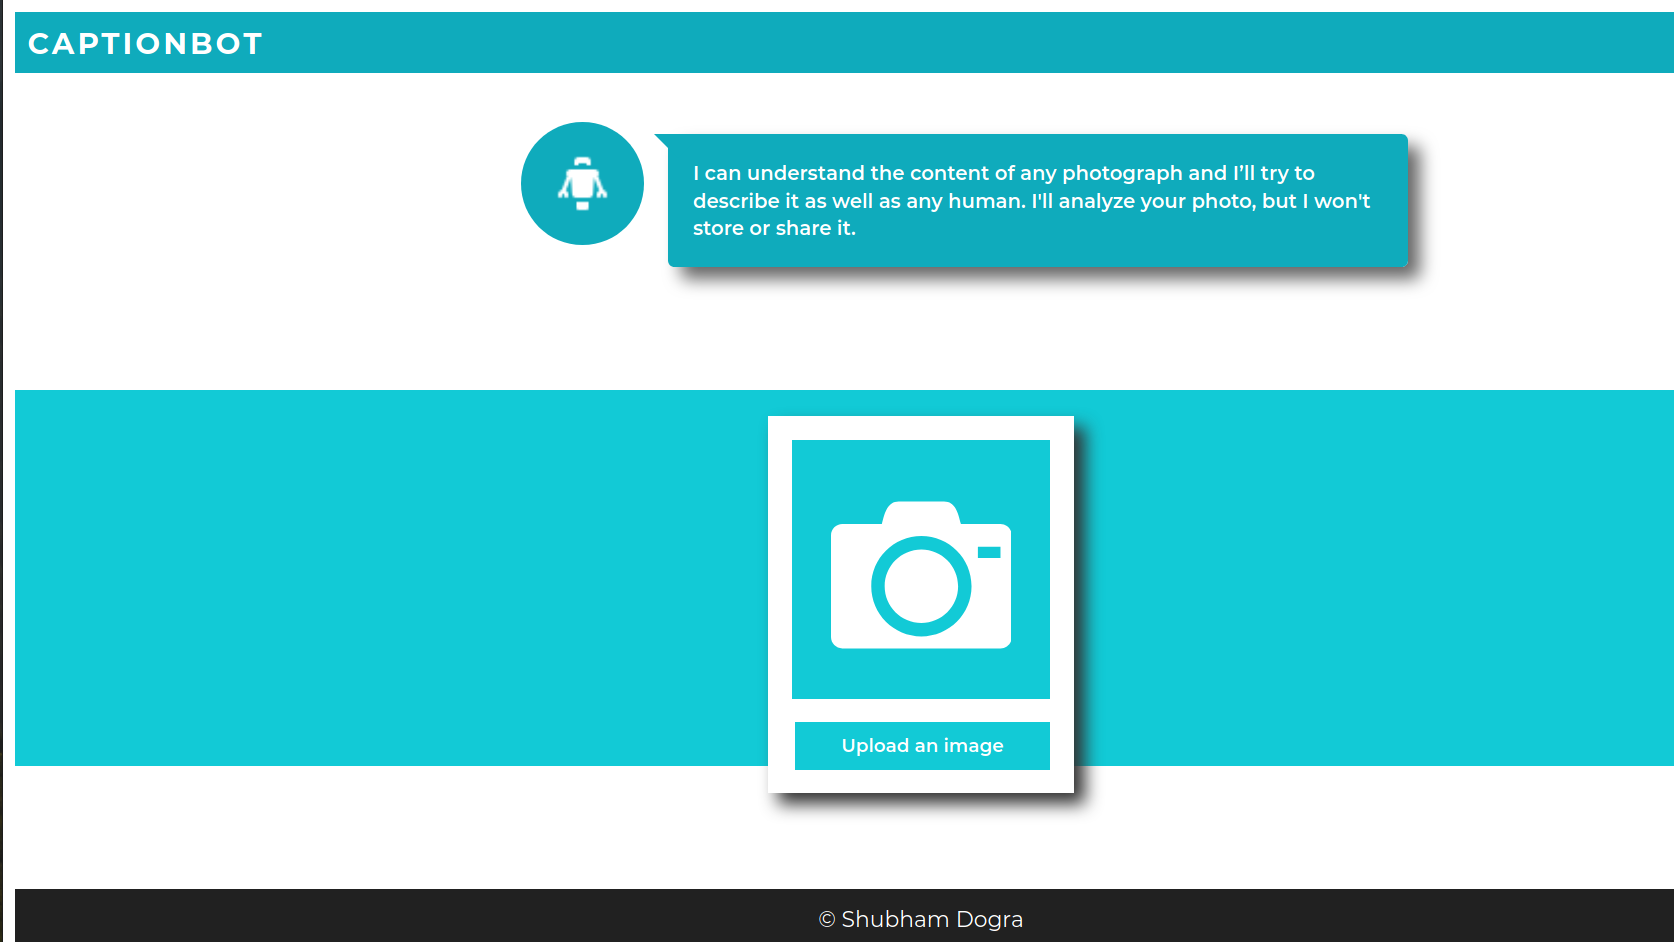 CAPTIONBOT
I can understand the content of any photograph and I’ll try to
describe it as well as any human. I'll analyze your photo, but I won't
store or share it.
Upload an image
© Shubham Dogra